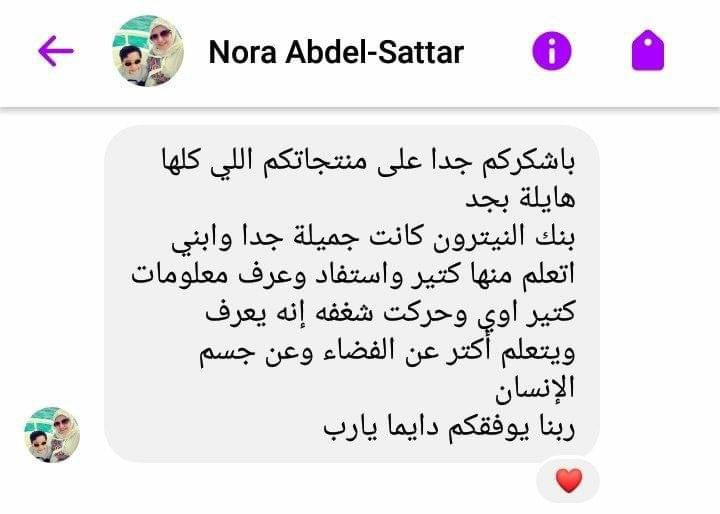 Nora Abdel-Sattar
باشكركم جدا على منتجاتكم اللي كلها
هايلة بجد
بنك النيترون كانت جميلة جدا وابني
اتعلم منها كتير واستفاد وعرف معلومات
كتير اوي وحركت شغفه إنه يعرف
ويتعلم أكتر عن الفضاء وعن جسم
الإنسان
ربنا يوفقكم دايما يارب